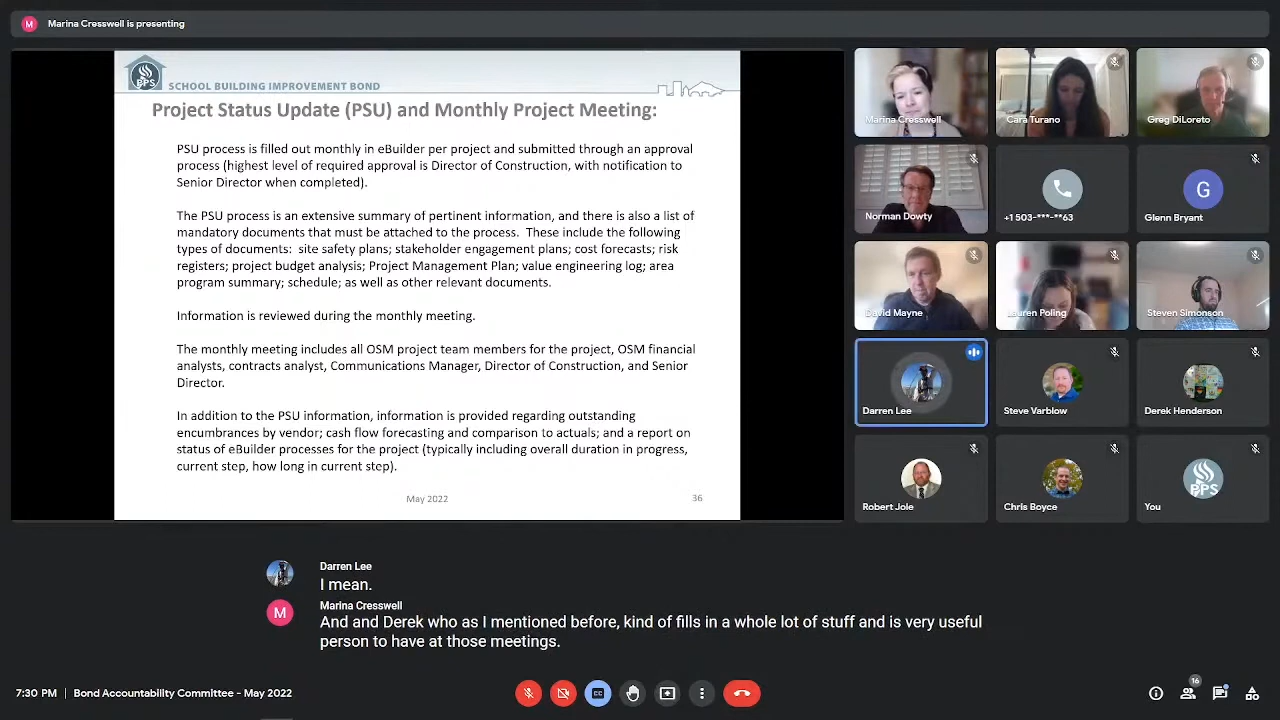 M Marina Cresswell is presenting
PPS SCHOOL BUILDING IMPROVEMENT BOND
Project Status Update (PSU) and Monthly Project Meeting:
PSU process is filled out monthly in eBuilder per project and submitted through an approval
process (highest level of required approval is Director of Construction, with notification to
Senior Director when completed).
The PSU process is an extensive summary of pertinent information, and there is also a list of
mandatory documents that must be attached to the process. These include the following
types of documents: site safety plans; stakeholder engagement plans; cost forecasts; risk
registers; project budget analysis; Project Management Plan; value engineering log; area
program summary; schedule; as well as other relevant documents.
Information is reviewed during the monthly meeting.
The monthly meeting includes all OSM project team members for the project, OSM financial
analysts, contracts analyst, Communications Manager, Director of Construction, and Senior
Director.
In addition to the PSU information, information is provided regarding outstanding
encumbrances by vendor; cash flow forecasting and comparison to actuals; and a report on
status of eBuilder processes for the project (typically including overall duration in progress,
current step, how long in current step).
May 2022 36
Marina Cresswell
Cara Turano
Greg DiLoreto
Norman Dowty
+1 503-***-**63
G
Glenn Bryant
David Mayne
Lauren Poling
Steven Simonson
Darren Lee
Steve Varblow
Derek Henderson
Robert Jole
Chris Boyce
PPS
You
Darren Lee
I mean.
M Marina Cresswell
And and Derek who as I mentioned before, kind of fills in a whole lot of stuff and is very useful
person to have at those meetings.
7:30 PM | Bond Accountability Committee - May 2022
CC
16